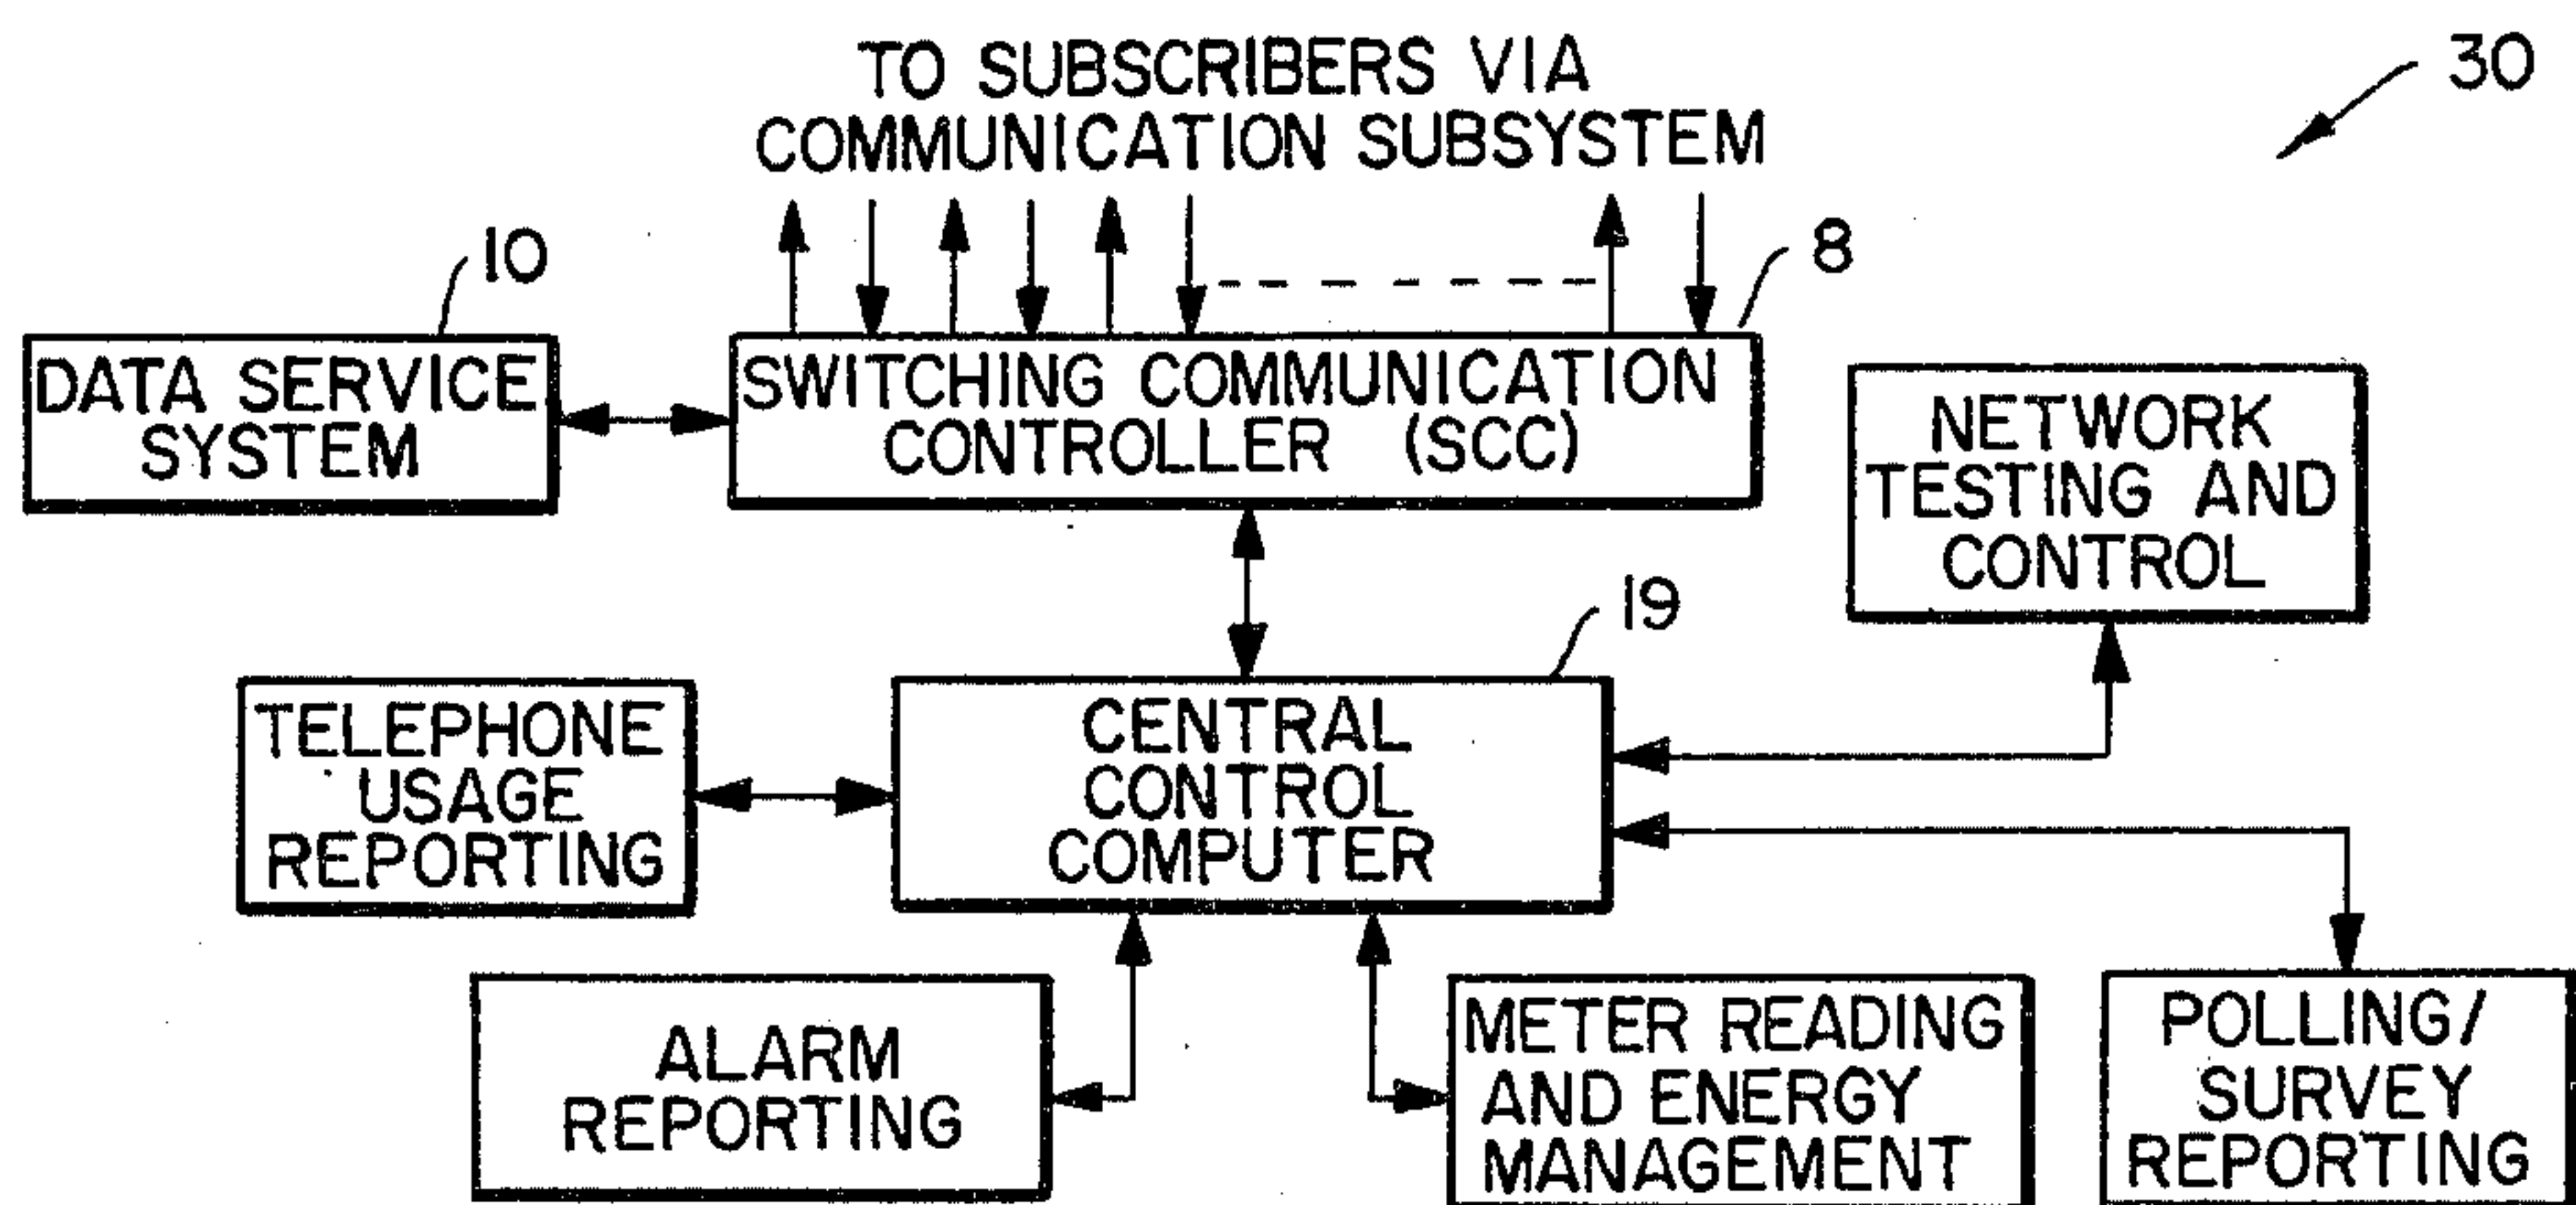 TO SUBSCRIBERS VIA
COMMUNICATION SUBSYSTEM
30
10
8
DATA SERVICE
SYSTEM
SWITCHING COMMUNICATION
CONTROLLER (SCC)
NETWORK
TESTING AND
CONTROL
19
TELEPHONE
USAGE
REPORTING
CENTRAL
CONTROL
COMPUTER
ALARM
REPORTING
METER READING
AND ENERGY
MANAGEMENT
POLLING/
SURVEY
REPORTING